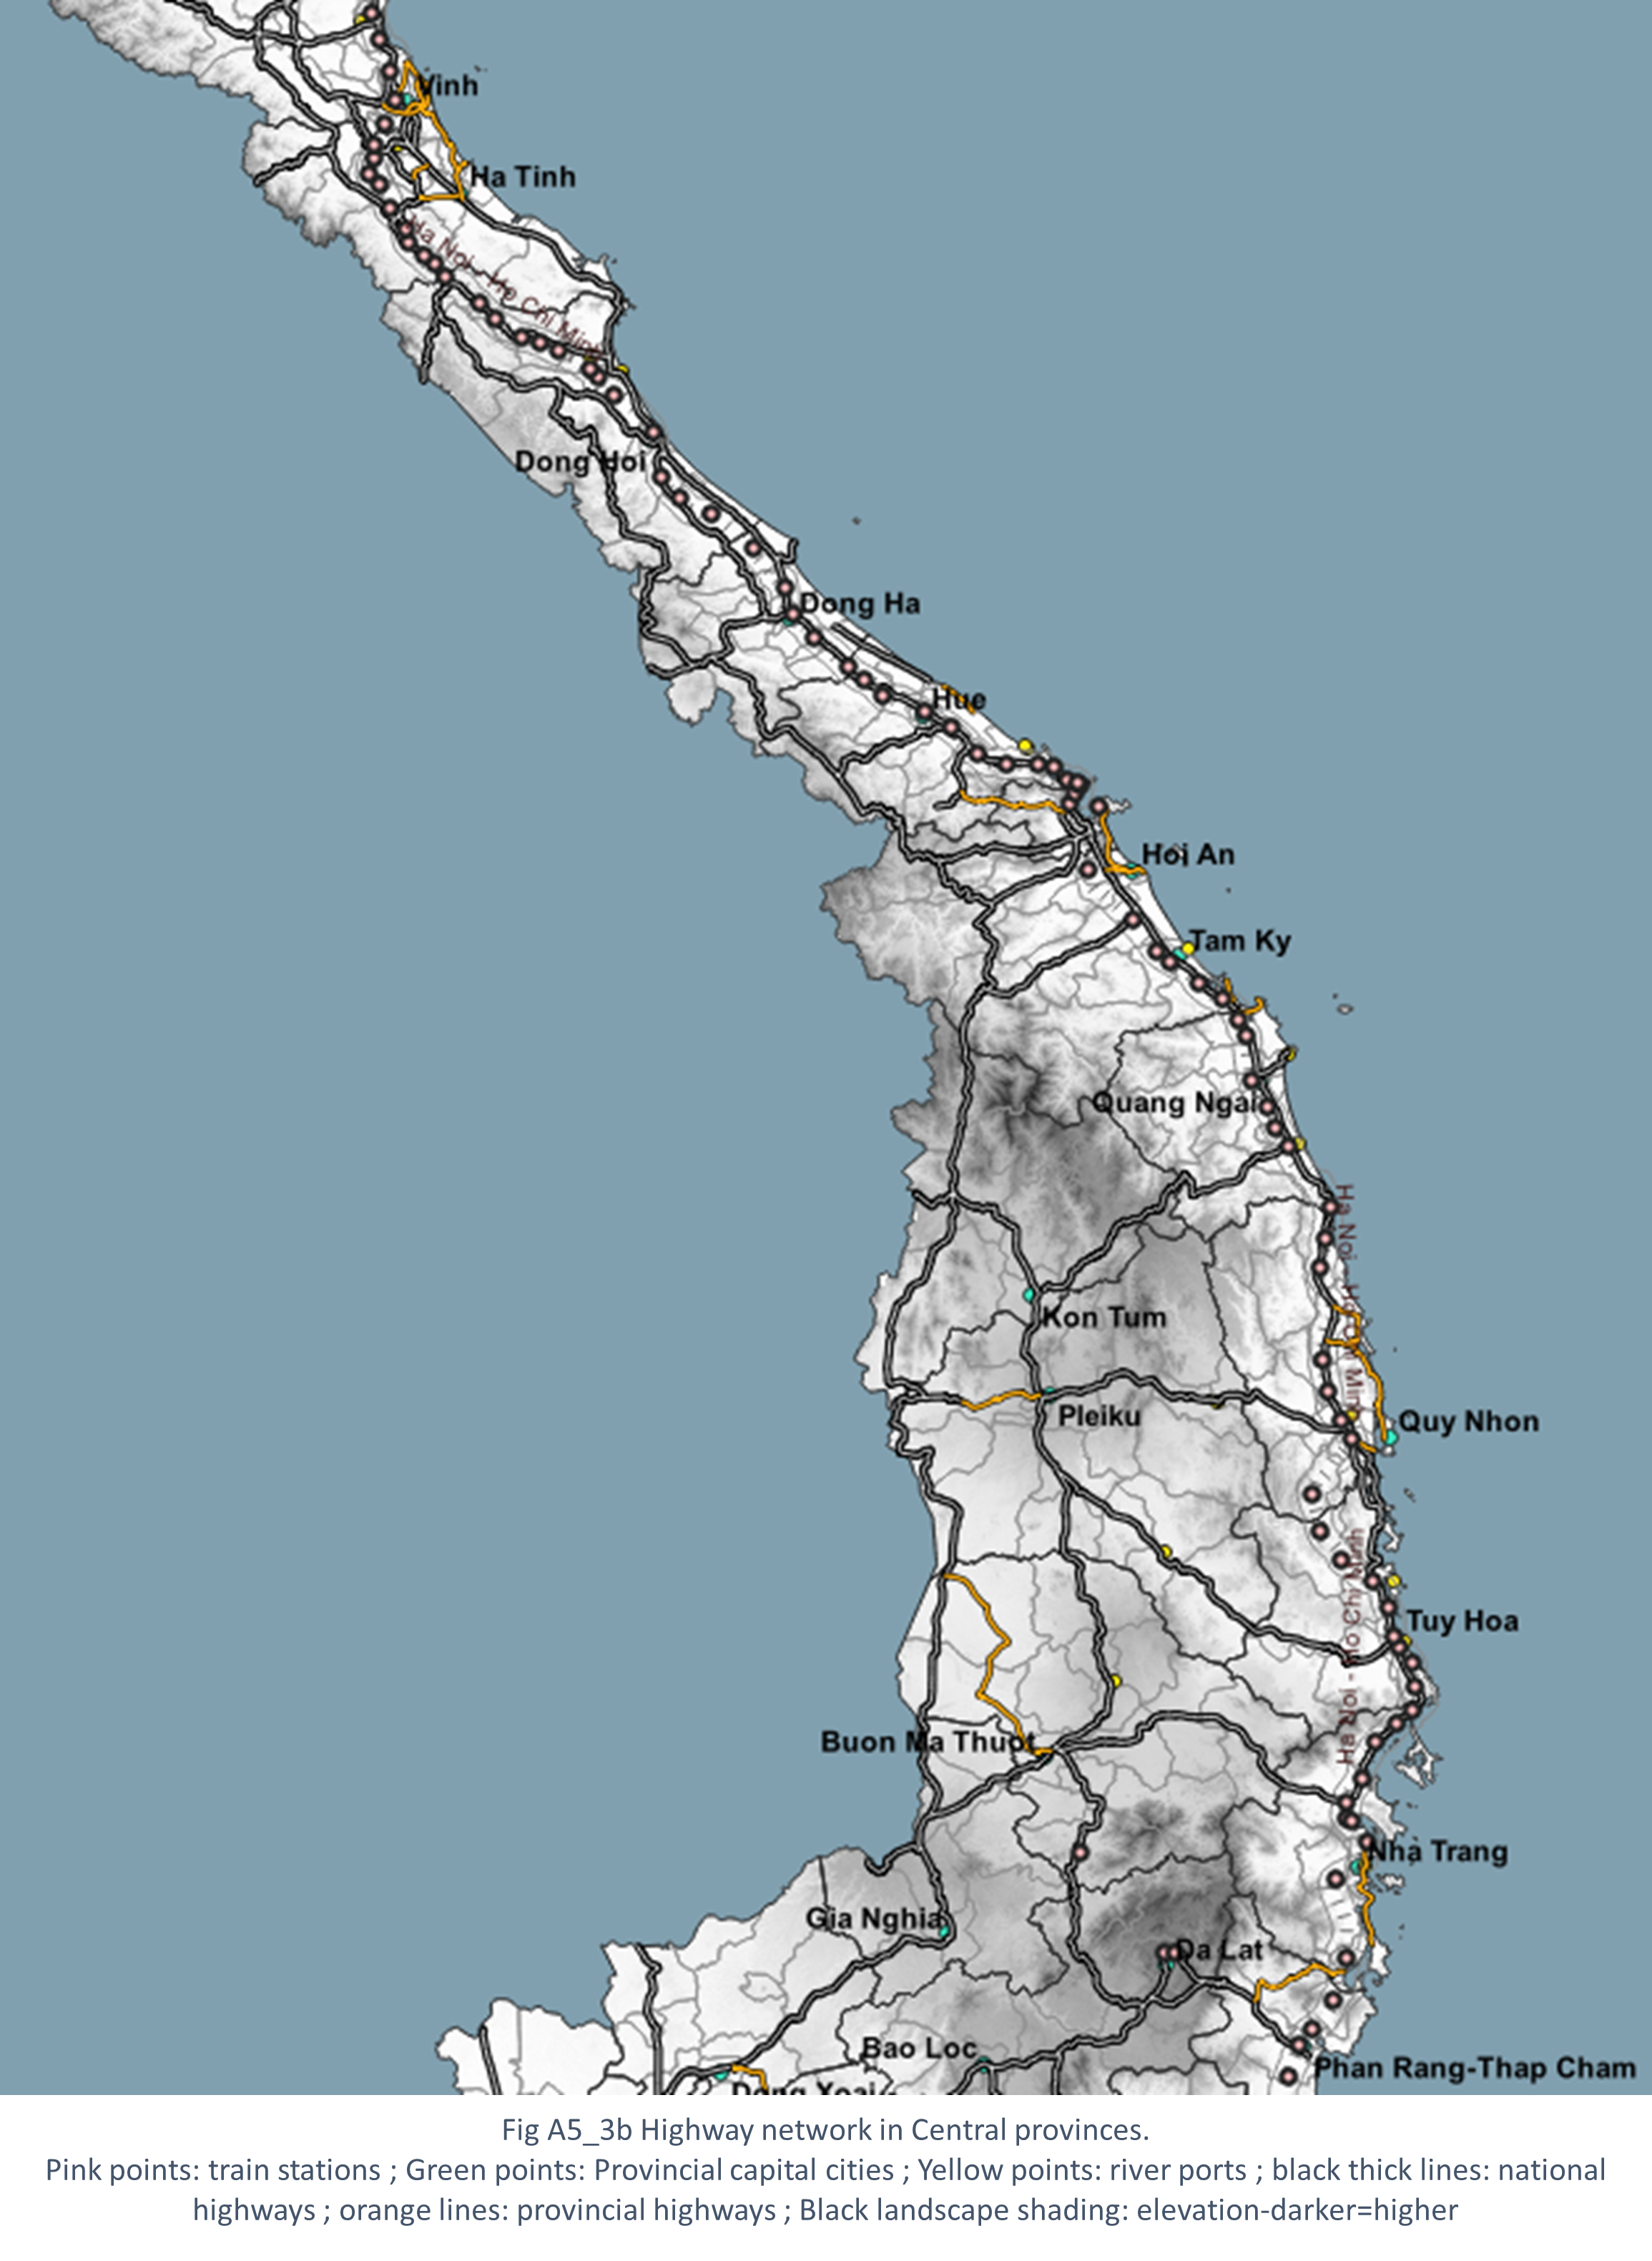 Vinh
Ha Tinh
Ha Noi - Ho Chi Minh
Dong Hoi
Dong Ha
Hue
Hoi An
Tam Ky
Quang Ngai
Ha Noi - Ho Chi Minh
Kon Tum
Pleiku
Quy Nhon
Ha Noi - Ho Chi Minh
Tuy Hoa
Buon Ma Thuot
Nha Trang
Gia Nghia
Da Lat
Bao Loc
Phan Rang-Thap Cham
Dong Xoai
Fig A5_3b Highway network in Central provinces.
Pink points: train stations ; Green points: Provincial capital cities ; Yellow points: river ports ; black thick lines: national
highways ; orange lines: provincial highways ; Black landscape shading: elevation-darker=higher